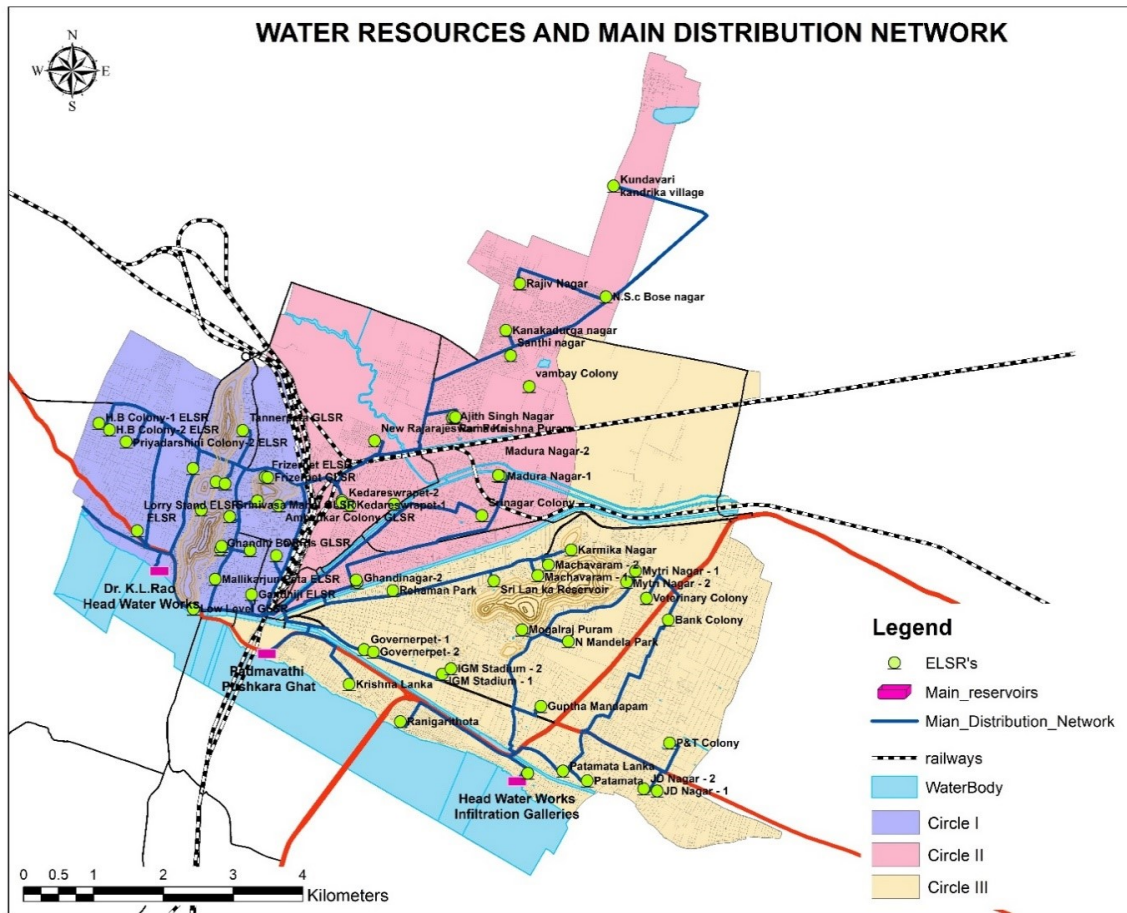 WATER RESOURCES AND MAIN DISTRIBUTION NETWORK
N
W
E
S
Kundavari
kandrika village
Rajiv Nagar
N.S.c Bose nagar
Kanakadurga nagar
Santhi nagar
vambay Colony
Ajith Singh Nagar
New Rajarajeswari
Krishna Puram
Madura Nagar-2
Madura Nagar-1
Srinagar Colony
H.B Colony-1 ELSR
H.B Colony-2 ELSR
Priyadarshini Colony-2 ELSR
GLSR
Frizerpet ELSR
Frizerpet GLSR
Kedareswrapet-2
Kedareswrapet-1
Lorry Stand ELSR
ELSR
Colony GLSR
GLSR
ELSR
ELSR
Low Level GLSR
Dr. K.L.Rao
Head Water Works
Ghandinagar-2
Rehaman Park
Karmika Nagar
Machavaram - 2
Machavaram - 1
Mytri Nagar - 1
Mytri Nagar - 2
Veterinary Colony
Sri Lan ka Reservoir
Bank Colony
Mogalraj Puram
N Mandela Park
Governerpet- 1
Governerpet- 2
IGM Stadium - 2
IGM Stadium - 1
Padmavathi
Pushkara Ghat
Krishna Lanka
Ranigarithota
Guptha Mandapam
P&T Colony
Patamata Lanka
Patamata
JD Nagar - 2
JD Nagar - 1
Head Water Works
Infiltration Galleries
Legend
ELSR's
Main_reservoirs
Mian_Distribution_Network
railways
WaterBody
Circle I
Circle II
Circle III
0 0.5 1 2 3 4
Kilometers